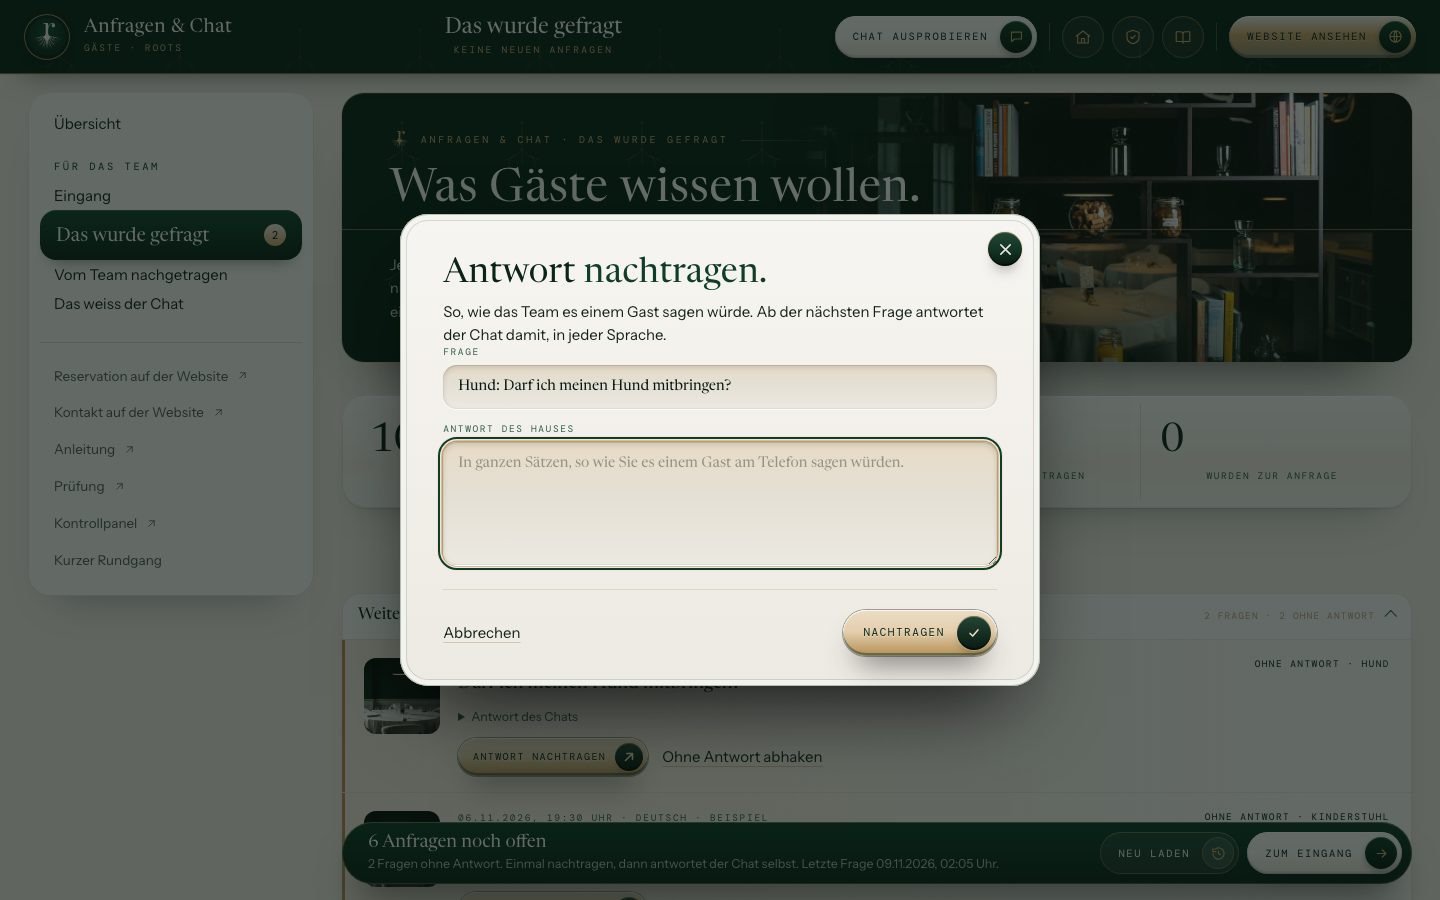 Anfragen & Chat
GÄSTE · ROOTS
Das wurde gefragt
KEINE NEUEN ANFRAGEN
CHAT AUSPROBIEREN
WEBSITE ANSEHEN
Übersicht
FÜR DAS TEAM
Eingang
Das wurde gefragt
2
Vom Team nachgetragen
Das weiss der Chat
Reservation auf der Website
Kontakt auf der Website
Anleitung
Prüfung
Kontrollpanel
Kurzer Rundgang
ANFRAGEN & CHAT · DAS WURDE GEFRAGT
Was Gäste wissen wollen.
Antwort nachtragen.
So, wie das Team es einem Gast sagen würde. Ab der nächsten Frage antwortet
der Chat damit, in jeder Sprache.
FRAGE
Hund: Darf ich meinen Hund mitbringen?
ANTWORT DES HAUSES
In ganzen Sätzen, so wie Sie es einem Gast am Telefon sagen würden.
Abbrechen
NACHTRAGEN
0
WURDEN ZUR ANFRAGE
2 FRAGEN · 2 OHNE ANTWORT
OHNE ANTWORT · HUND
Darf ich meinen Hund mitbringen?
Antwort des Chats
ANTWORT NACHTRAGEN
Ohne Antwort abhaken
06.11.2026, 19:30 UHR · DEUTSCH · BEISPIEL
OHNE ANTWORT · KINDERSTUHL
6 Anfragen noch offen
2 Fragen ohne Antwort. Einmal nachtragen, dann antwortet der Chat selbst. Letzte Frage 09.11.2026, 02:05 Uhr.
NEU LADEN
ZUM EINGANG